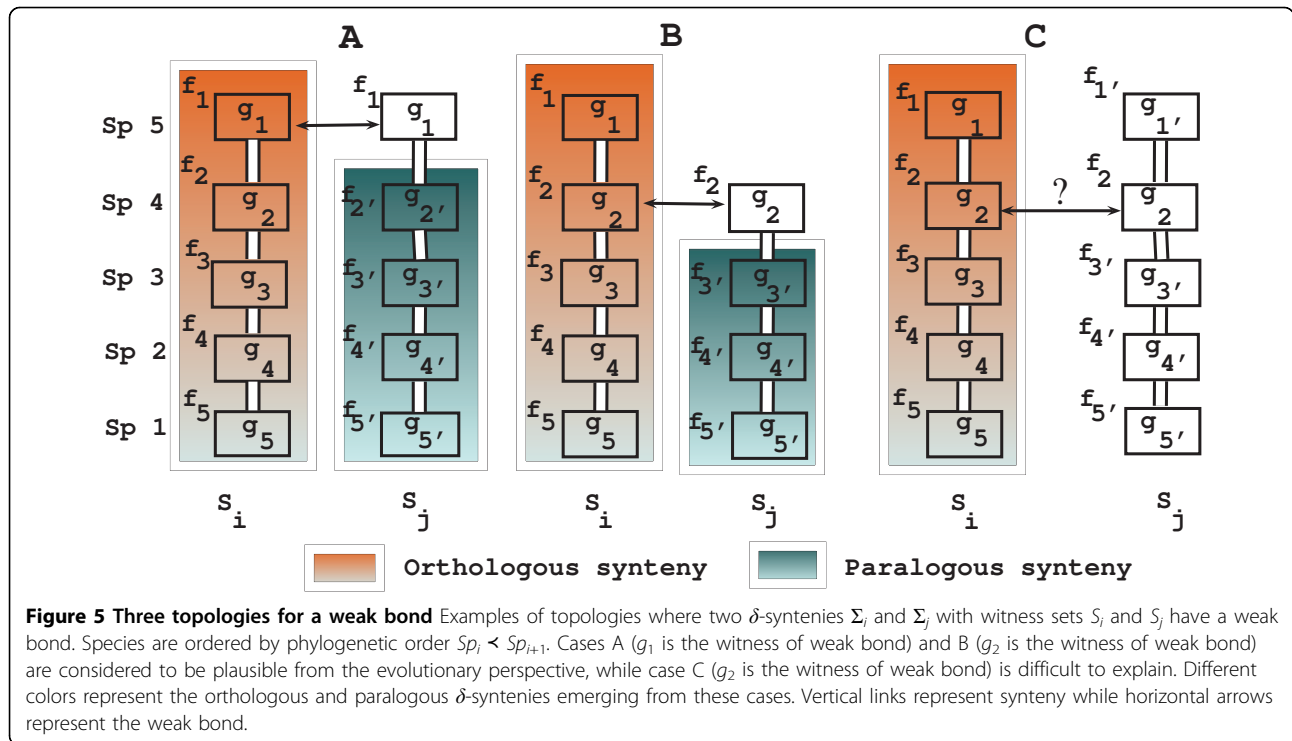 A B C
Sp 5 f1 g1 f1 g1 f1 g1 f1 g1 f1' g1'
Sp 4 f2 g2 f2' g2' f2 g2 f2 g2 f2 g2 ? f2 g2
Sp 3 f3 g3 f3' g3' f3 g3 f3' g3' f3 g3 f3' g3'
Sp 2 f4 g4 f4' g4' f4 g4 f4' g4' f4 g4 f4' g4'
Sp 1 f5 g5 f5' g5' f5 g5 f5' g5' f5 g5 f5' g5'
Si Sj Si Sj Si Sj
Orthologous synteny Paralogous synteny
Figure 5 Three topologies for a weak bond Examples of topologies where two δ-syntenies Σi and Σj with witness sets Si and Sj have a weak
bond. Species are ordered by phylogenetic order Spi ≺ Spi+1. Cases A (g1 is the witness of weak bond) and B (g2 is the witness of weak bond)
are considered to be plausible from the evolutionary perspective, while case C (g2 is the witness of weak bond) is difficult to explain. Different
colors represent the orthologous and paralogous δ-syntenies emerging from these cases. Vertical links represent synteny while horizontal arrows
represent the weak bond.